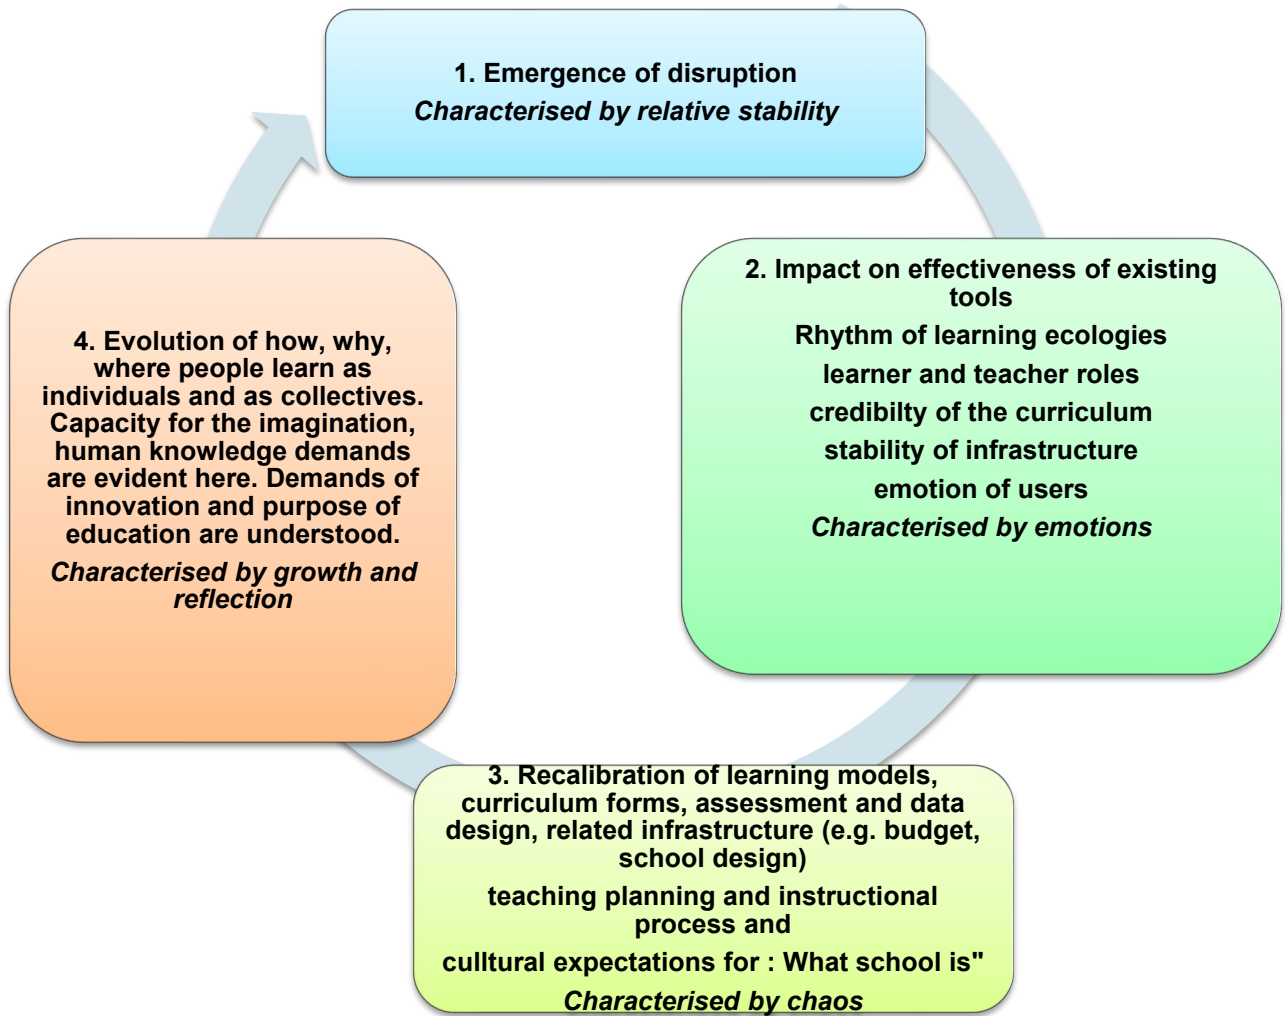 1. Emergence of disruption
Characterised by relative stability
2. Impact on effectiveness of existing
tools
Rhythm of learning ecologies
learner and teacher roles
credibilty of the curriculum
stability of infrastructure
emotion of users
Characterised by emotions
3. Recalibration of learning models,
curriculum forms, assessment and data
design, related infrastructure (e.g. budget,
school design)
teaching planning and instructional
process and
culltural expectations for : What school is"
Characterised by chaos
4. Evolution of how, why,
where people learn as
individuals and as collectives.
Capacity for the imagination,
human knowledge demands
are evident here. Demands of
innovation and purpose of
education are understood.
Characterised by growth and
reflection